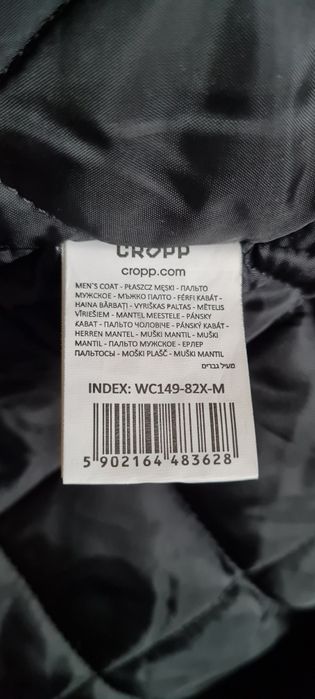 CROPP
cropp.com
MEN'S COAT - PŁASZCZ MĘSKI - ПАЛЬТО
МУЖСКОЕ - МЪЖКО ПАЛТО - FÉRFI KABÁT -
HAINA BĂRBAȚI - VYRIŠKAS PALTAS - MĒTELIS
VĪRIEŠIEM - MANTEL MEESTELE - PÁNSKY
KABAT - ПАЛЬТО ЧОЛОВІЧЕ - PÁNSKÝ KABÁT -
HERREN MANTEL - MUŠKI MANTIL - MUŠKI
MANTIL - ПАЛЬТО МУЖСКОЕ - ЕРЛЕР
ПАЛЬТОСЫ - MOŠKI PLAŠČ - MUŠKI MANTIL
מעיל גברים
INDEX: WC149-82X-M
5 902164 483628